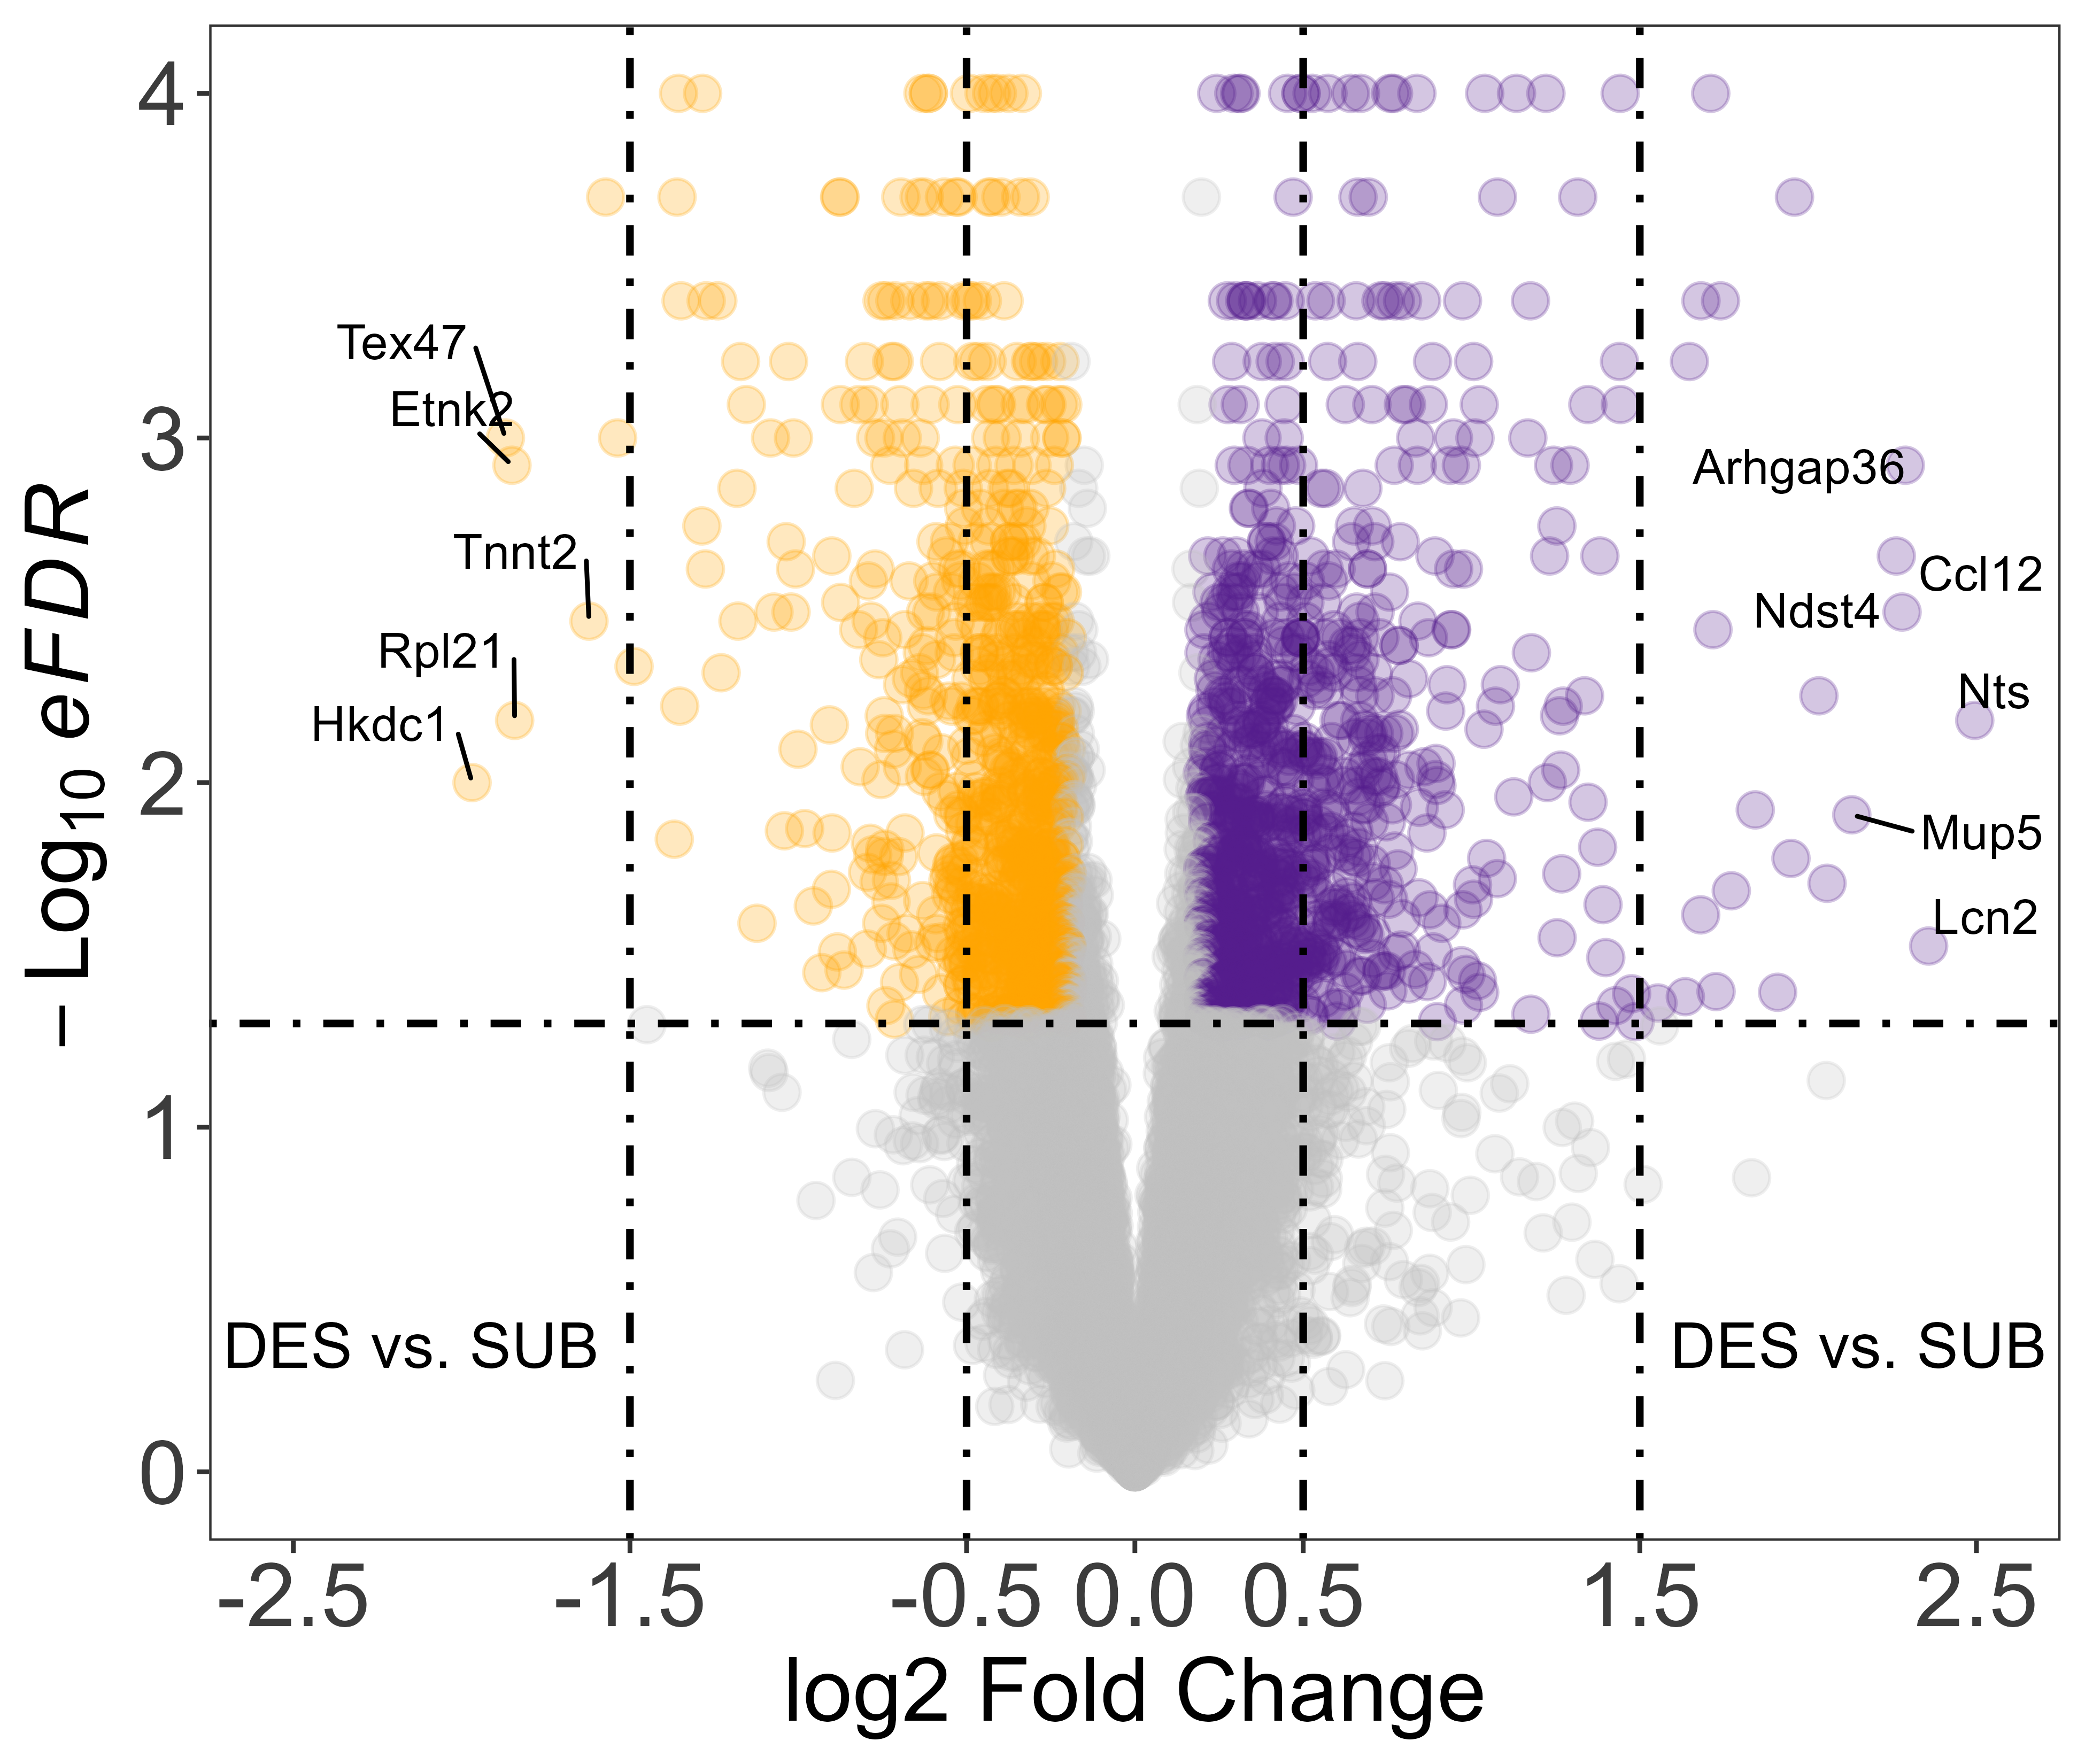 4
3
2
1
0
− Log10 eFDR
Tex47
Etnk2
Tnnt2
Rpl21
Hkdc1
Arhgap36
Ccl12
Ndst4
Nts
Mup5
Lcn2
DES vs. SUB
DES vs. SUB
-2.5 -1.5 -0.5 0.0 0.5 1.5 2.5
log2 Fold Change